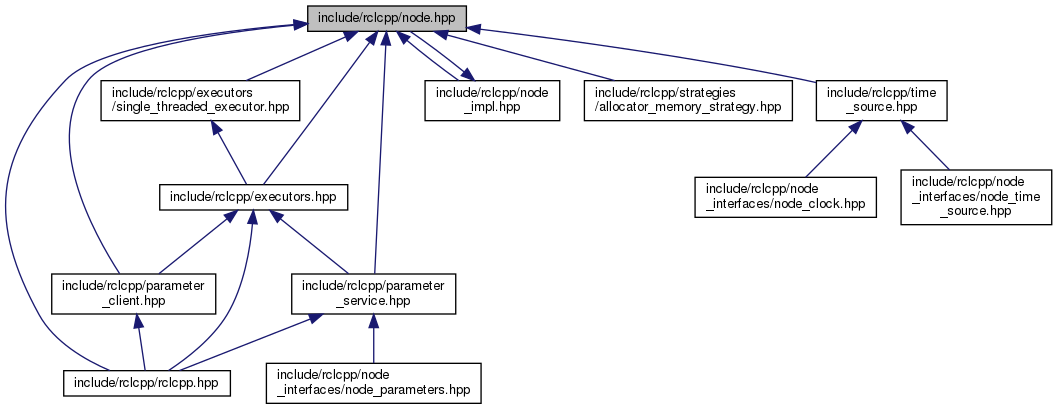 include/rclcpp/node.hpp
include/rclcpp/executors
/single_threaded_executor.hpp
include/rclcpp/node
_impl.hpp
include/rclcpp/strategies
/allocator_memory_strategy.hpp
include/rclcpp/time
_source.hpp
include/rclcpp/executors.hpp
include/rclcpp/node
_interfaces/node_clock.hpp
include/rclcpp/node
_interfaces/node_time
_source.hpp
include/rclcpp/parameter
_client.hpp
include/rclcpp/parameter
_service.hpp
include/rclcpp/rclcpp.hpp
include/rclcpp/node
_interfaces/node_parameters.hpp